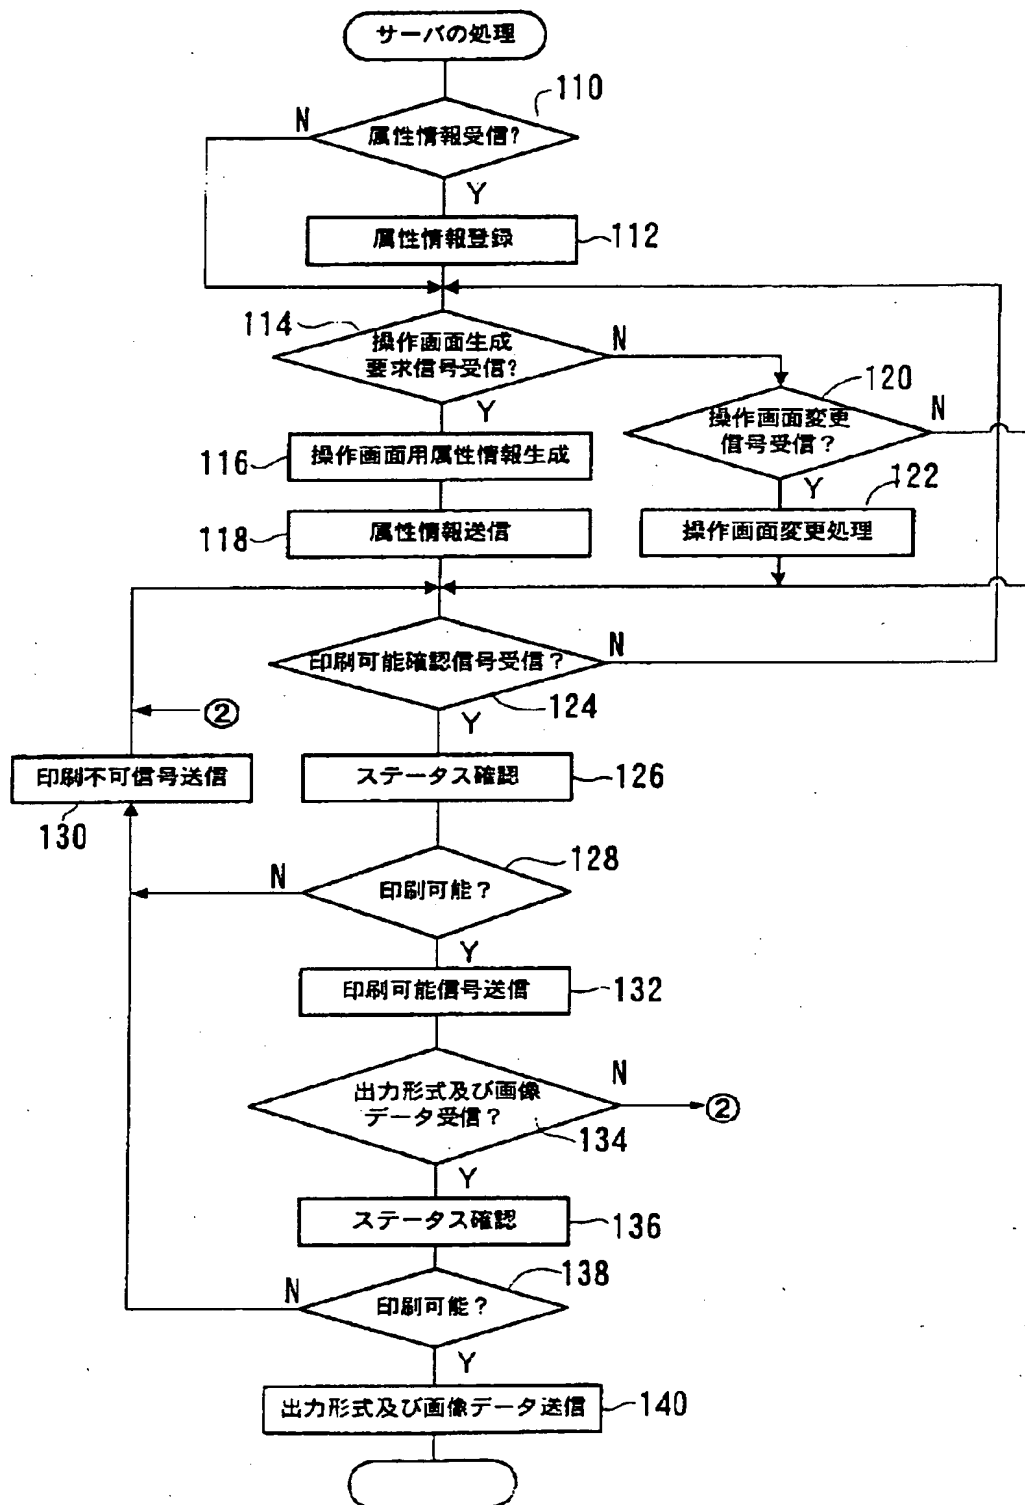 サーバの処理
110
N
属性情報受信?
Y
属性情報登録
112
114
操作画面生成
要求信号受信?
N
Y
120
操作画面変更
信号受信？
N
Y
116
操作画面用属性情報生成
122
118
属性情報送信
操作画面変更処理
印刷可能確認信号受信？
N
124
Y
②
印刷不可信号送信
130
ステータス確認
126
128
N
印刷可能？
Y
印刷可能信号送信
132
出力形式及び画像
データ受信？
N
②
134
Y
ステータス確認
136
138
N
印刷可能？
Y
出力形式及び画像データ送信
140